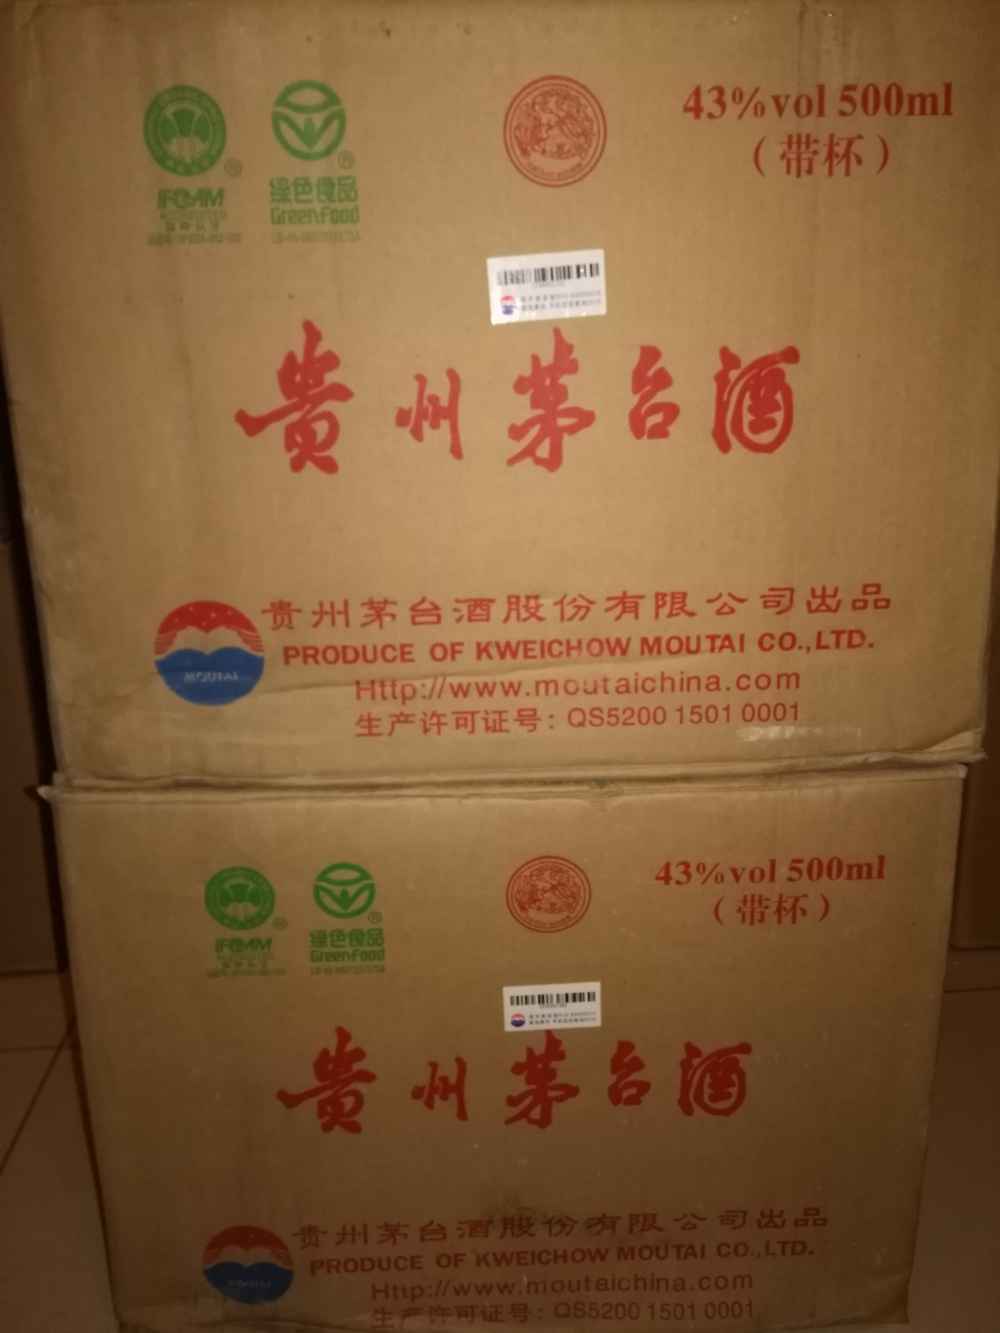 43%vol 500ml
（带杯）
IFOAM
绿色食品
GreenFood
贵州茅台酒
MOUTAI
贵州茅台酒股份有限公司出品
PRODUCE OF KWEICHOW MOUTAI CO.,LTD.
Http://www.moutaichina.com
生产许可证号：QS5200 1501 0001
43%vol 500ml
（带杯）
IFOAM
绿色食品
GreenFood
贵州茅台酒
MOUTAI
贵州茅台酒股份有限公司出品
PRODUCE OF KWEICHOW MOUTAI CO.,LTD.
Http://www.moutaichina.com
生产许可证号：QS5200 1501 0001